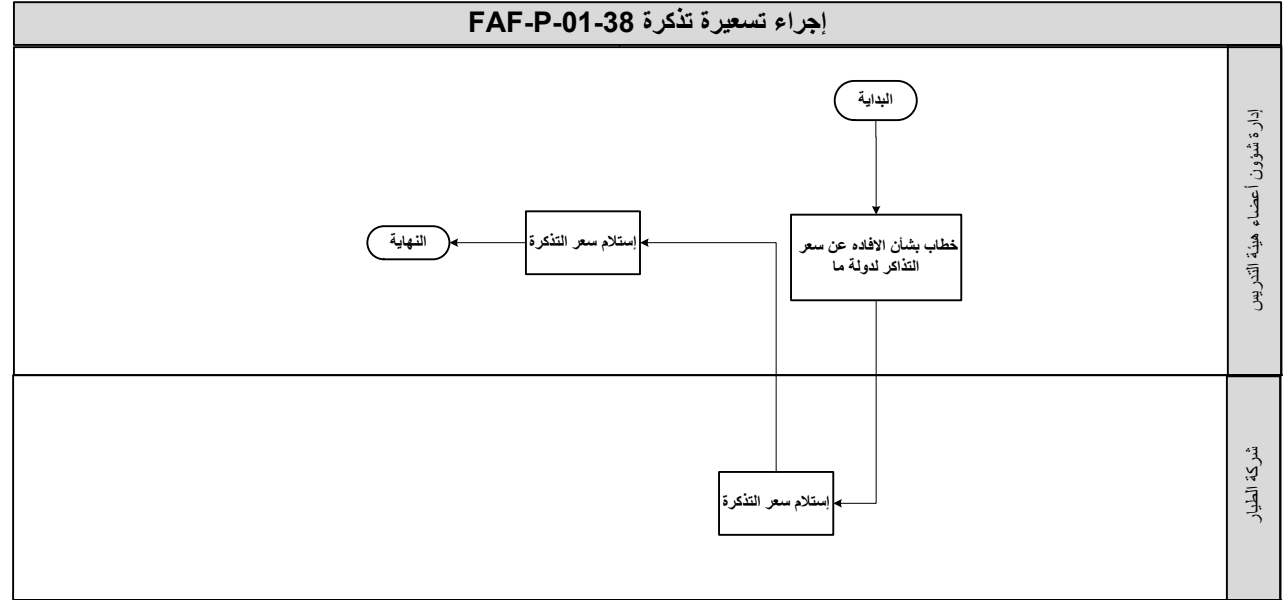 إجراء تسعيرة تذكرة FAF-P-01-38
إدارة شؤون أعضاء هيئة التدريس
البداية
خطاب بشأن الافاده عن سعر
التذاكر لدولة ما
إستلام سعر التذكرة
النهاية
شركة الطيار
إستلام سعر التذكرة